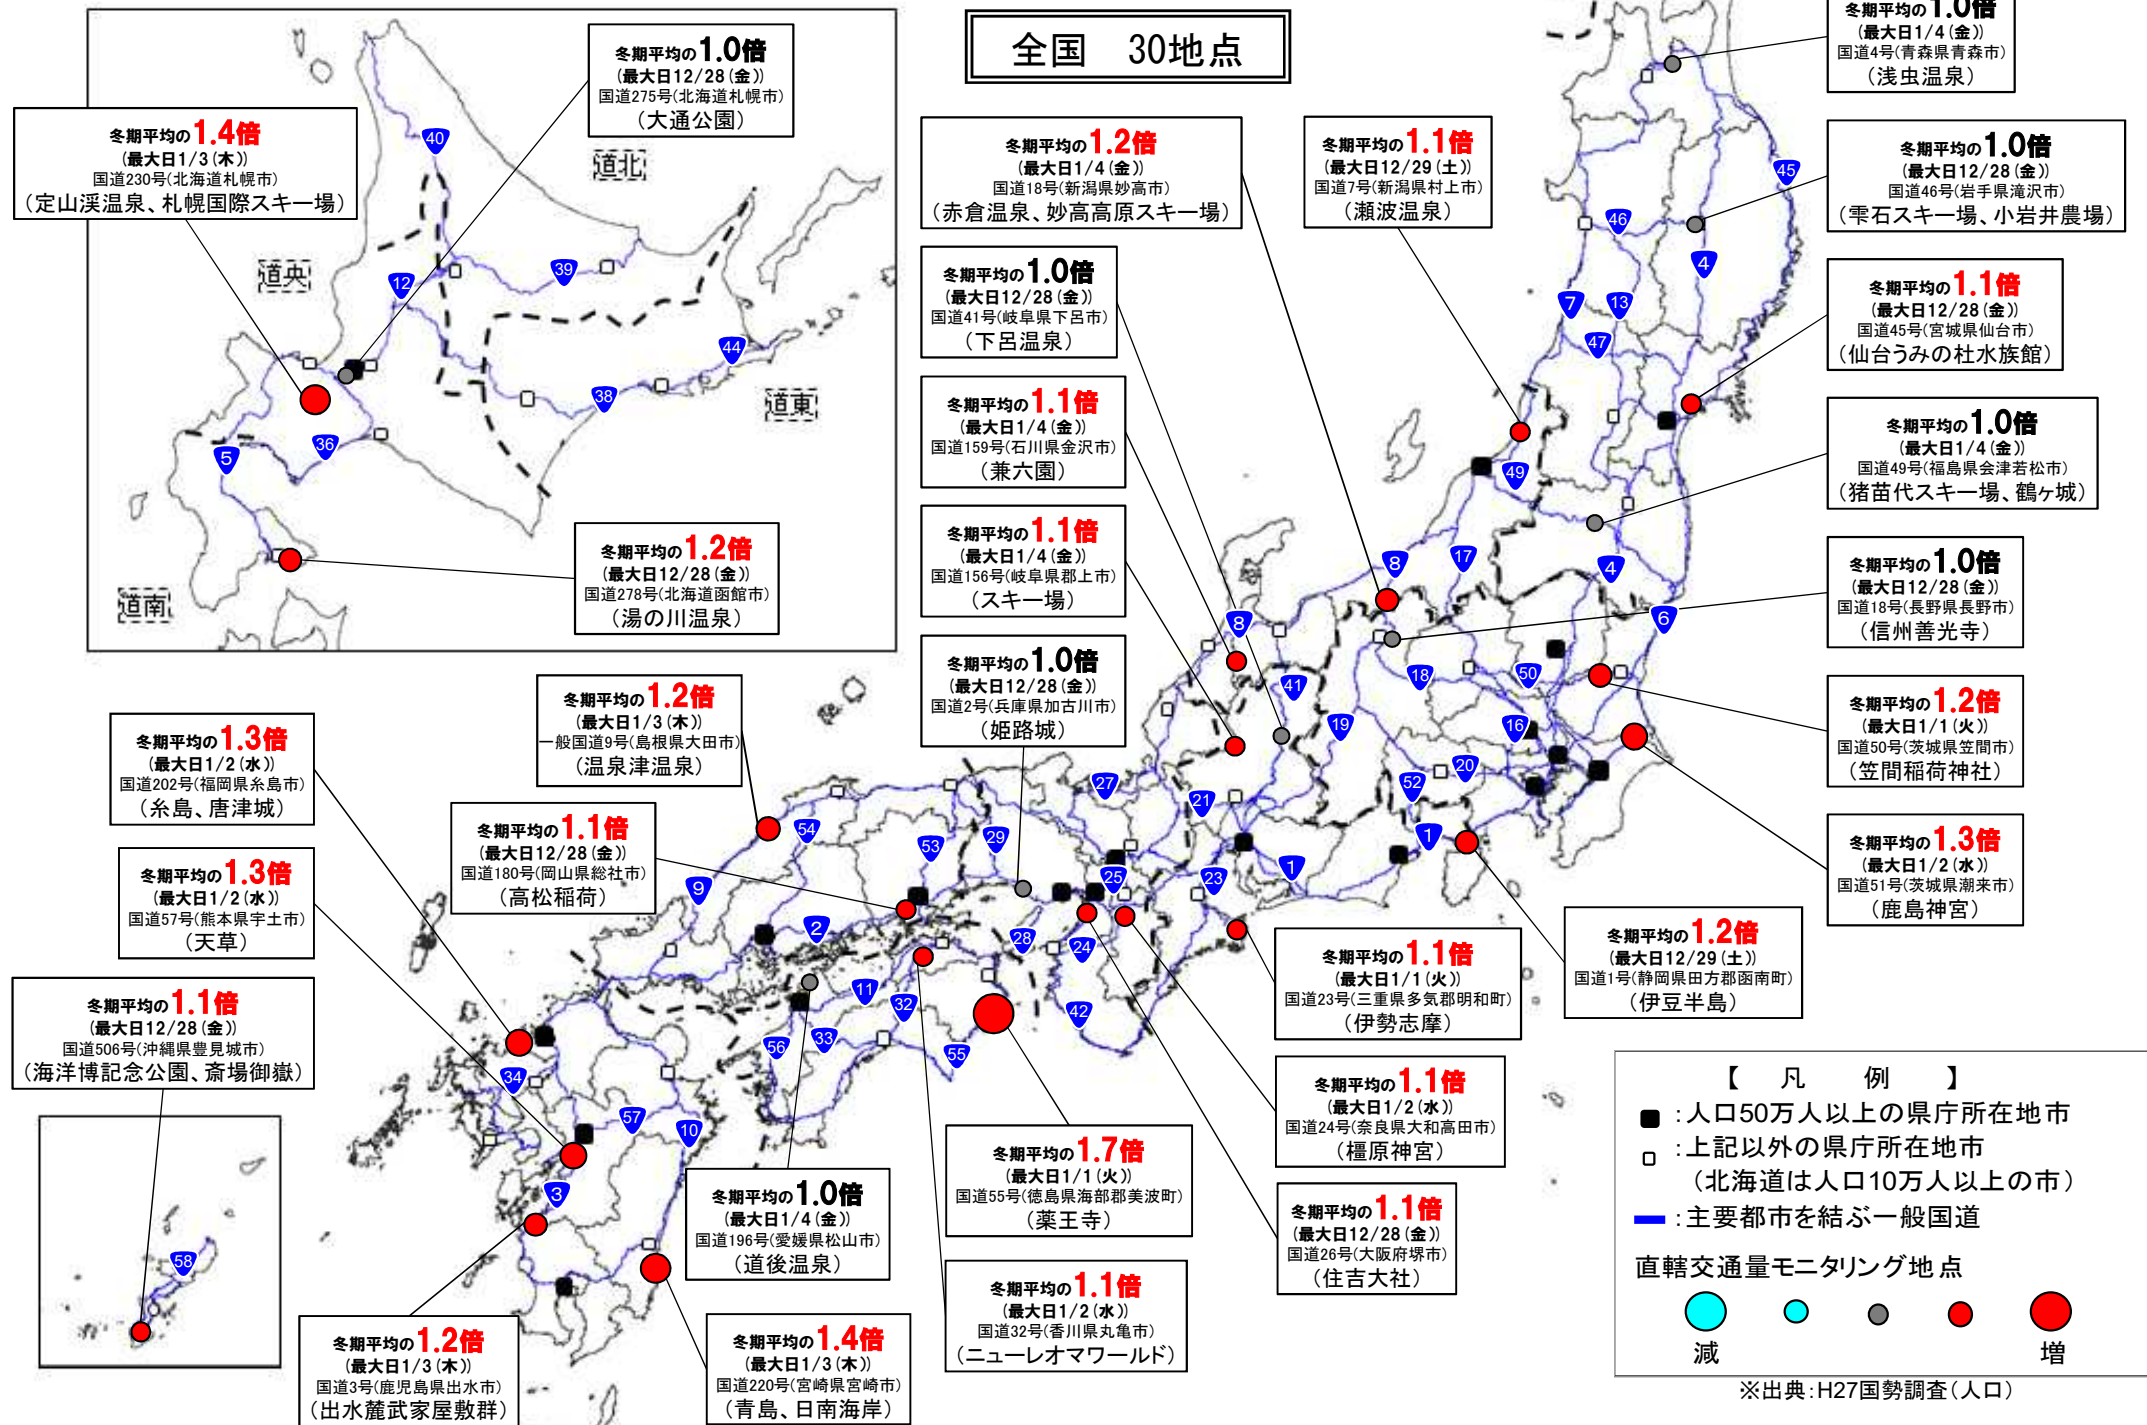 全国　30地点
冬期平均の1.0倍
(最大日12/28(金))
国道275号(北海道札幌市)
(大通公園)
冬期平均の1.4倍
(最大日1/3(木))
国道230号(北海道札幌市)
(定山渓温泉、札幌国際スキー場)
冬期平均の1.2倍
(最大日12/28(金))
国道278号(北海道函館市)
(湯の川温泉)
道北
道央
道東
道南
40
39
12
44
38
36
5
冬期平均の1.0倍
(最大日1/4(金))
国道4号(青森県青森市)
(浅虫温泉)
冬期平均の1.0倍
(最大日12/28(金))
国道46号(岩手県滝沢市)
(雫石スキー場、小岩井農場)
冬期平均の1.1倍
(最大日12/28(金))
国道45号(宮城県仙台市)
(仙台うみの杜水族館)
冬期平均の1.0倍
(最大日1/4(金))
国道49号(福島県会津若松市)
(猪苗代スキー場、鶴ヶ城)
冬期平均の1.0倍
(最大日12/28(金))
国道18号(長野県長野市)
(信州善光寺)
冬期平均の1.2倍
(最大日1/1(火))
国道50号(茨城県笠間市)
(笠間稲荷神社)
冬期平均の1.3倍
(最大日1/2(水))
国道51号(茨城県潮来市)
(鹿島神宮)
冬期平均の1.2倍
(最大日12/29(土))
国道1号(静岡県田方郡函南町)
(伊豆半島)
冬期平均の1.2倍
(最大日1/4(金))
国道18号(新潟県妙高市)
(赤倉温泉、妙高高原スキー場)
冬期平均の1.1倍
(最大日12/29(土))
国道7号(新潟県村上市)
(瀬波温泉)
冬期平均の1.0倍
(最大日12/28(金))
国道41号(岐阜県下呂市)
(下呂温泉)
冬期平均の1.1倍
(最大日1/4(金))
国道159号(石川県金沢市)
(兼六園)
冬期平均の1.1倍
(最大日1/4(金))
国道156号(岐阜県郡上市)
(スキー場)
冬期平均の1.0倍
(最大日12/28(金))
国道2号(兵庫県加古川市)
(姫路城)
冬期平均の1.2倍
(最大日1/3(木))
一般国道9号(島根県大田市)
(温泉津温泉)
冬期平均の1.1倍
(最大日12/28(金))
国道180号(岡山県総社市)
(高松稲荷)
冬期平均の1.3倍
(最大日1/2(水))
国道202号(福岡県糸島市)
(糸島、唐津城)
冬期平均の1.3倍
(最大日1/2(水))
国道57号(熊本県宇土市)
(天草)
冬期平均の1.1倍
(最大日12/28(金))
国道506号(沖縄県豊見城市)
(海洋博記念公園、斎場御嶽)
冬期平均の1.2倍
(最大日1/3(木))
国道3号(鹿児島県出水市)
(出水麓武家屋敷群)
冬期平均の1.4倍
(最大日1/3(木))
国道220号(宮崎県宮崎市)
(青島、日南海岸)
冬期平均の1.0倍
(最大日1/4(金))
国道196号(愛媛県松山市)
(道後温泉)
冬期平均の1.7倍
(最大日1/1(火))
国道55号(徳島県海部郡美波町)
(薬王寺)
冬期平均の1.1倍
(最大日1/2(水))
国道32号(香川県丸亀市)
(ニューレオマワールド)
冬期平均の1.1倍
(最大日1/1(火))
国道23号(三重県多気郡明和町)
(伊勢志摩)
冬期平均の1.1倍
(最大日1/2(水))
国道24号(奈良県大和高田市)
(橿原神宮)
冬期平均の1.1倍
(最大日12/28(金))
国道26号(大阪府堺市)
(住吉大社)
45
46
4
7
13
47
49
8
17
4
6
8
41
18
50
19
16
20
52
27
21
1
1
23
25
29
53
54
9
2
28
24
42
11
32
33
56
55
34
57
10
3
58
【　凡　例　】
：人口50万人以上の県庁所在地市
：上記以外の県庁所在地市
(北海道は人口10万人以上の市)
：主要都市を結ぶ一般国道
直轄交通量モニタリング地点
減
増
※出典：H27国勢調査(人口)